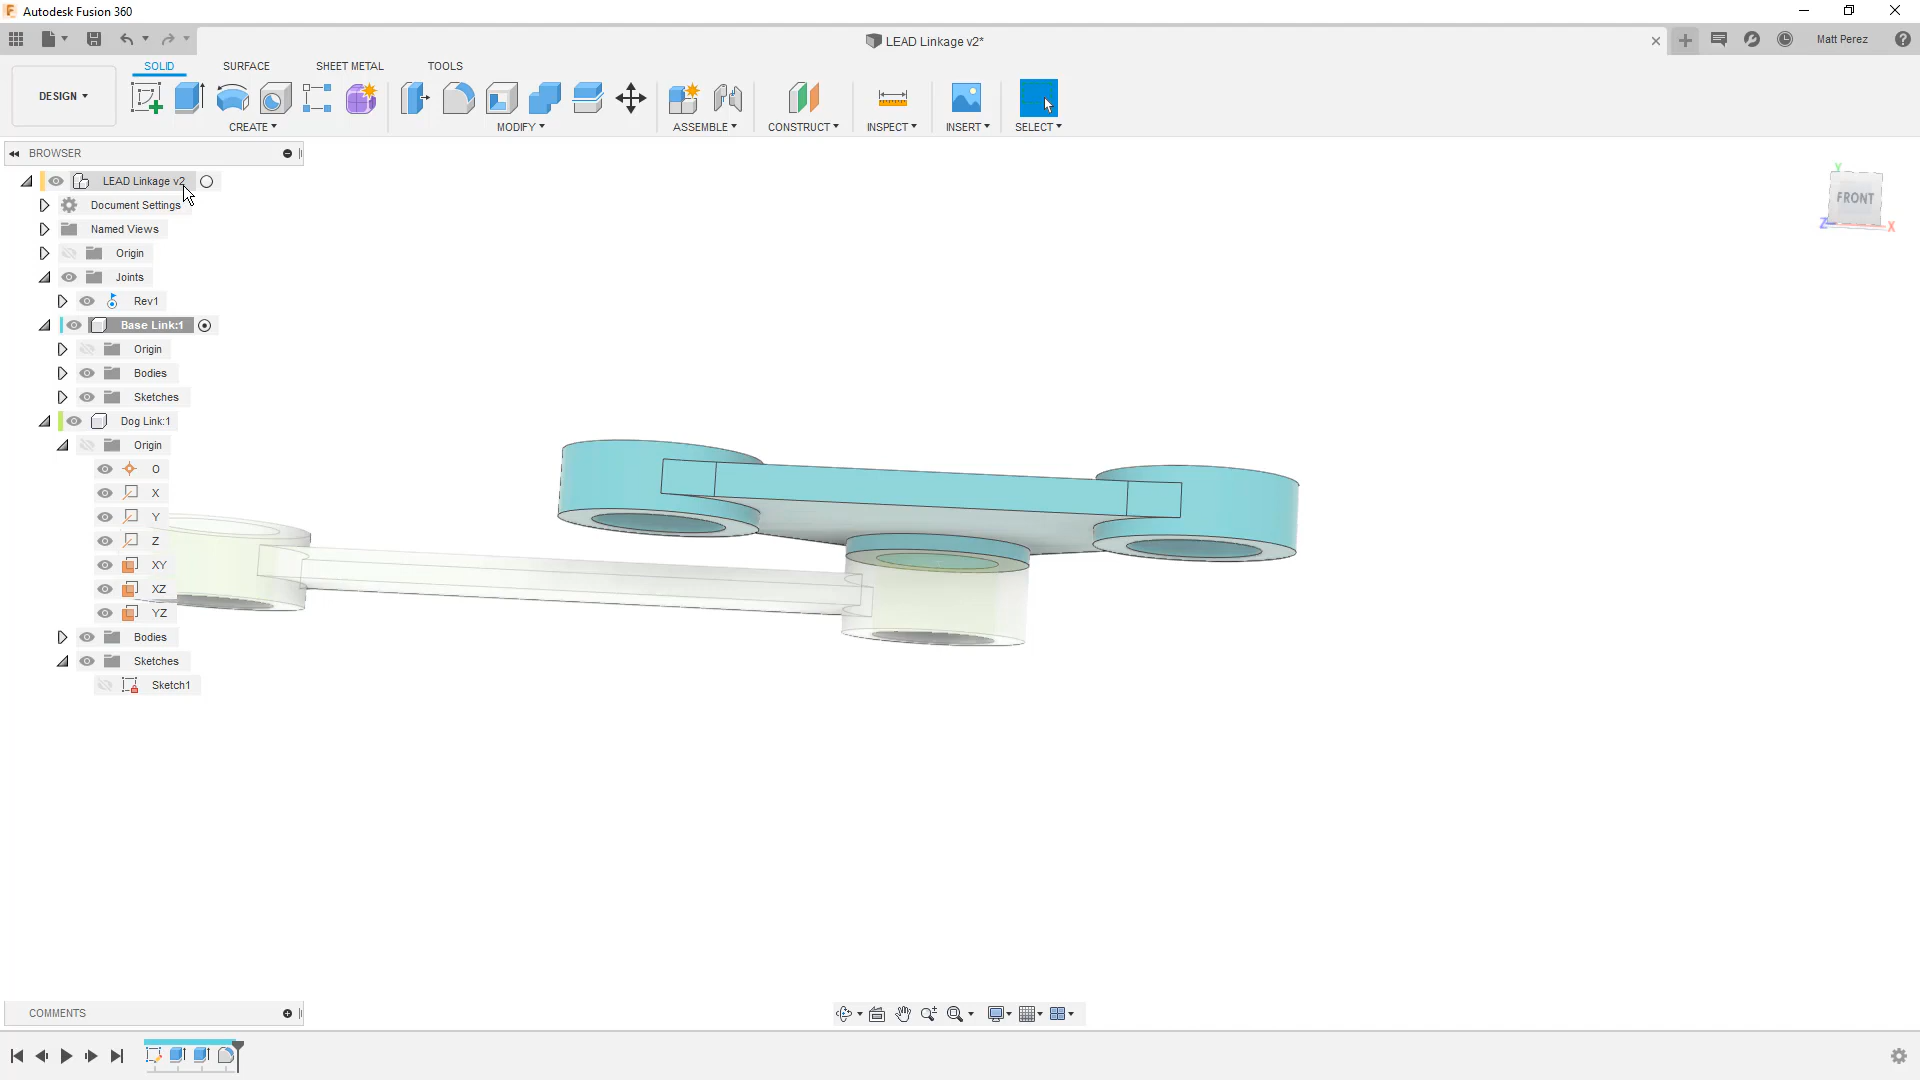 Autodesk Fusion 360
LEAD Linkage v2*
Matt Perez
SOLID SURFACE SHEET METAL TOOLS
DESIGN
CREATE MODIFY ASSEMBLE CONSTRUCT INSPECT INSERT SELECT
BROWSER
LEAD Linkage v2
Document Settings
Named Views
Origin
Joints
Rev1
Base Link:1
Origin
Bodies
Sketches
Dog Link:1
Origin
O
X
Y
Z
XY
XZ
YZ
Bodies
Sketches
Sketch1
Y
FRONT
Z X
COMMENTS